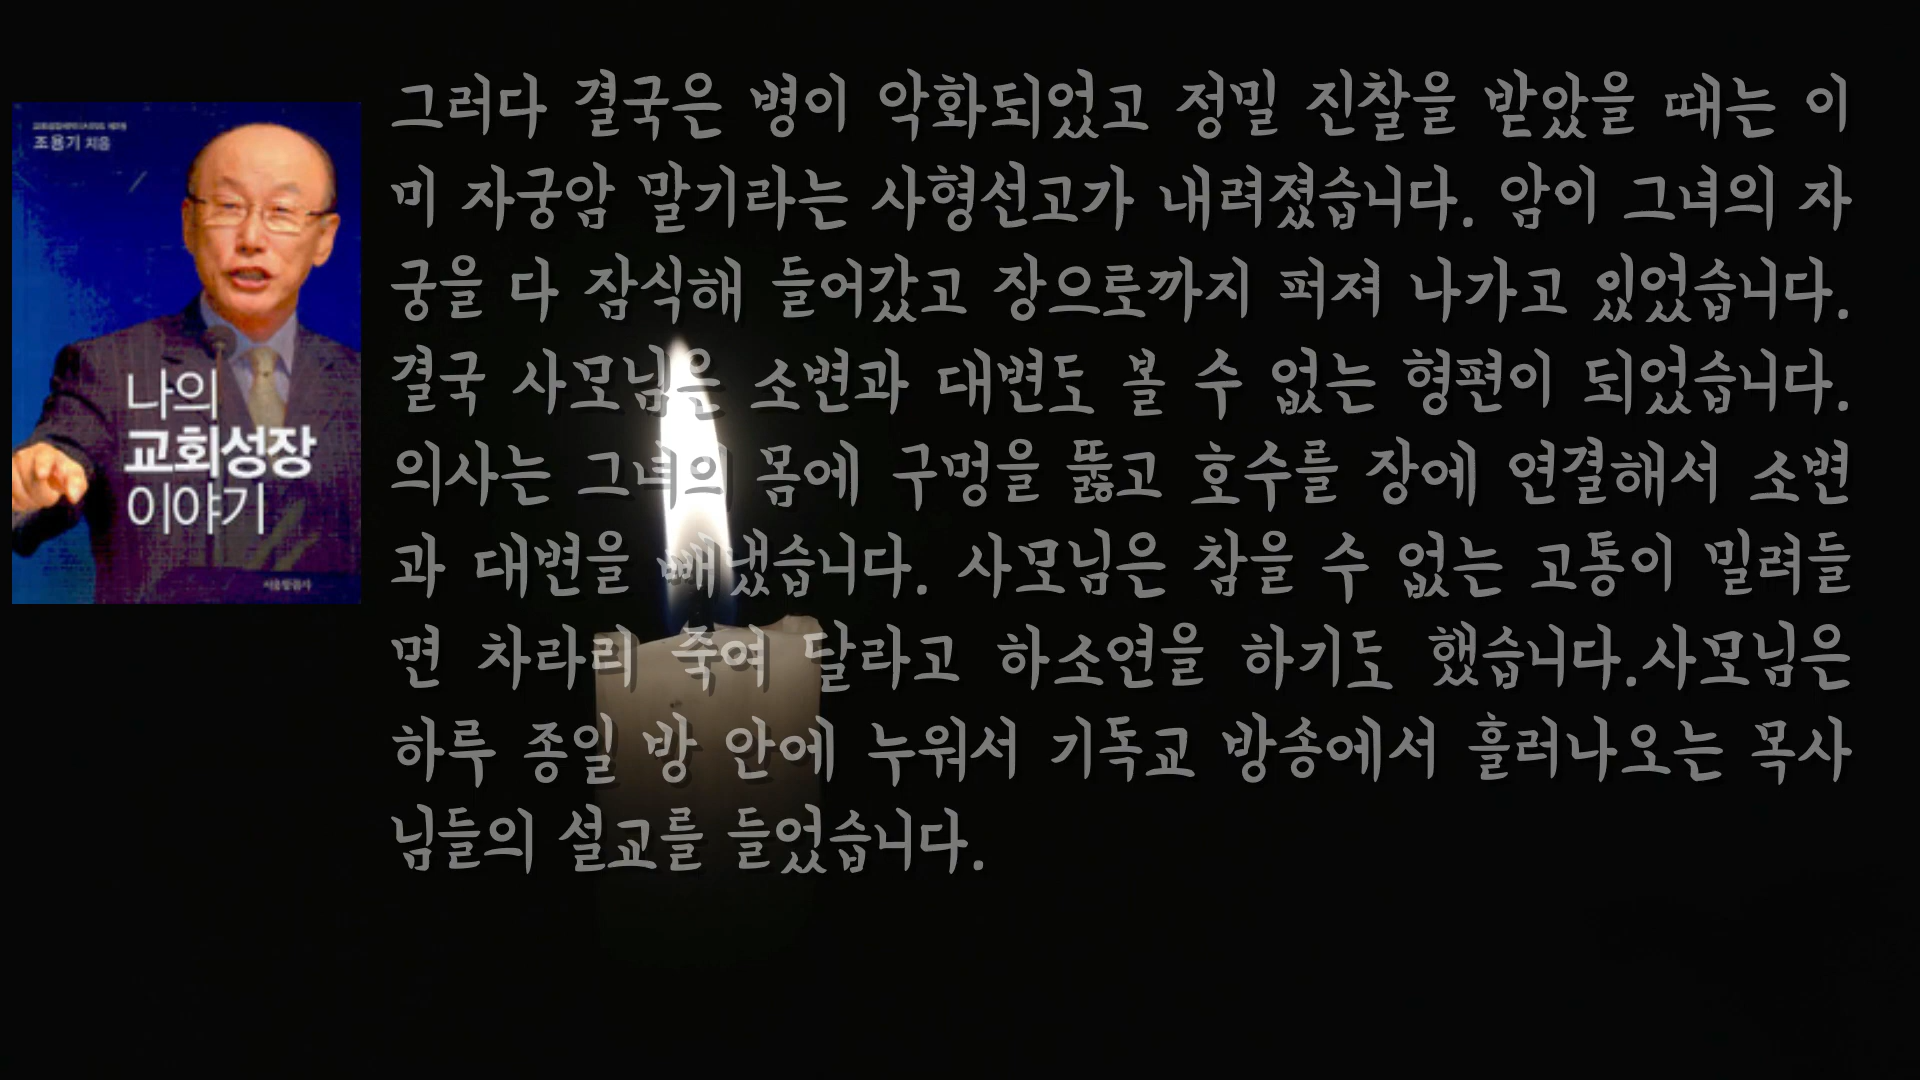 조용기 지음
나의
교회성장
이야기
그러다 결국은 병이 악화되었고 정밀 진찰을 받았을 때는 이
미 자궁암 말기라는 사형선고가 내려졌습니다. 암이 그녀의 자
궁을 다 잠식해 들어갔고 장으로까지 퍼져 나가고 있었습니다.
결국 사모님은 소변과 대변도 볼 수 없는 형편이 되었습니다.
의사는 그녀의 몸에 구멍을 뚫고 호수를 장에 연결해서 소변
과 대변을 빼냈습니다. 사모님은 참을 수 없는 고통이 밀려들
면 차라리 죽여 달라고 하소연을 하기도 했습니다.사모님은
하루 종일 방 안에 누워서 기독교 방송에서 흘러나오는 목사
님들의 설교를 들었습니다.